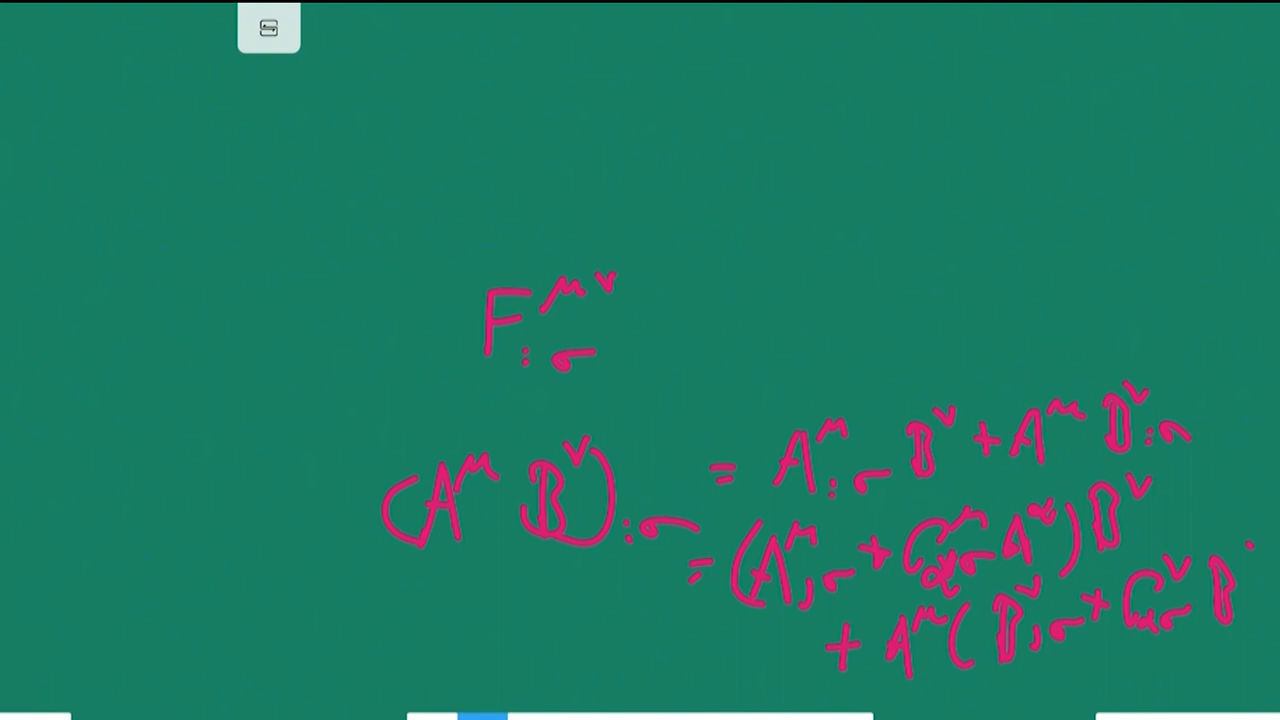 F^{μν}_{:σ}
(A^μ B^ν)_{:σ} = A^μ_{:σ} B^ν + A^μ B^ν_{:σ}
= (A^μ_{,σ} + Γ^μ_{ασ} A^α) B^ν
+ A^μ (B^ν_{,σ} + Γ^ν_{ασ} B